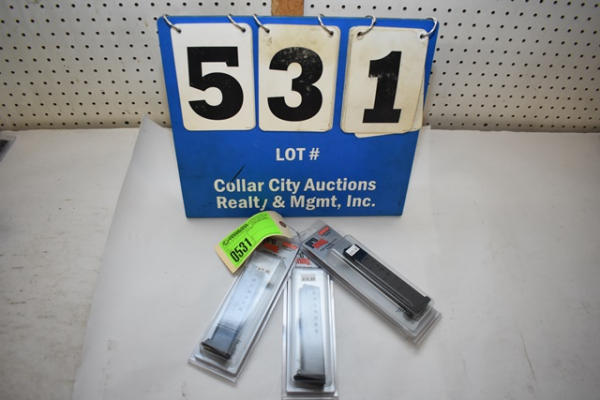 531
LOT #
Collar City Auctions
Realty & Mgmt, Inc.
0531